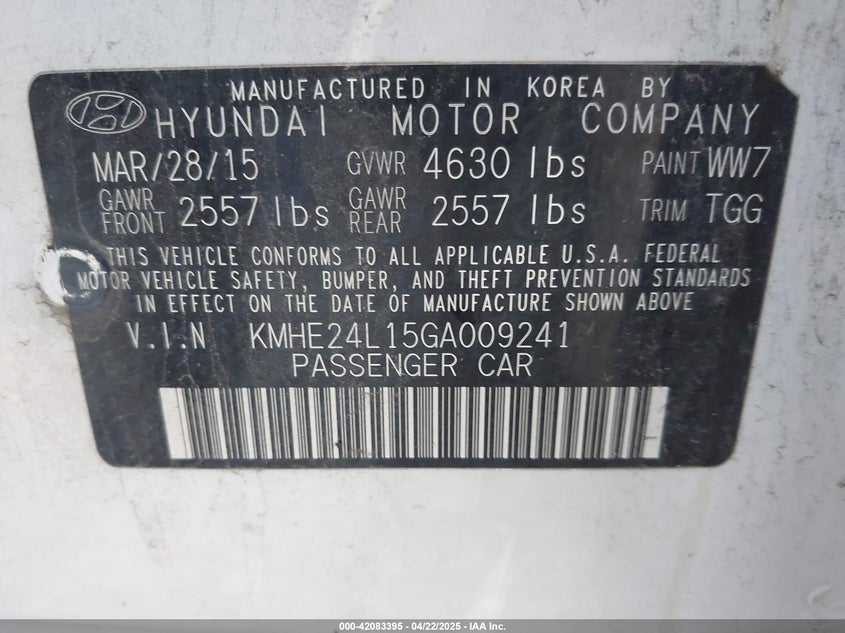 MANUFACTURED IN KOREA BY
HYUNDAI MOTOR COMPANY
MAR/28/15 GVWR 4630 lbs PAINT WW7
GAWR FRONT 2557 lbs GAWR REAR 2557 lbs TRIM TGG
THIS VEHICLE CONFORMS TO ALL APPLICABLE U.S.A. FEDERAL
MOTOR VEHICLE SAFETY, BUMPER, AND THEFT PREVENTION STANDARDS
IN EFFECT ON THE DATE OF MANUFACTURE SHOWN ABOVE
V.I.N KMHE24L15GA009241
PASSENGER CAR
000-42083395 - 04/22/2025 - IAA Inc.